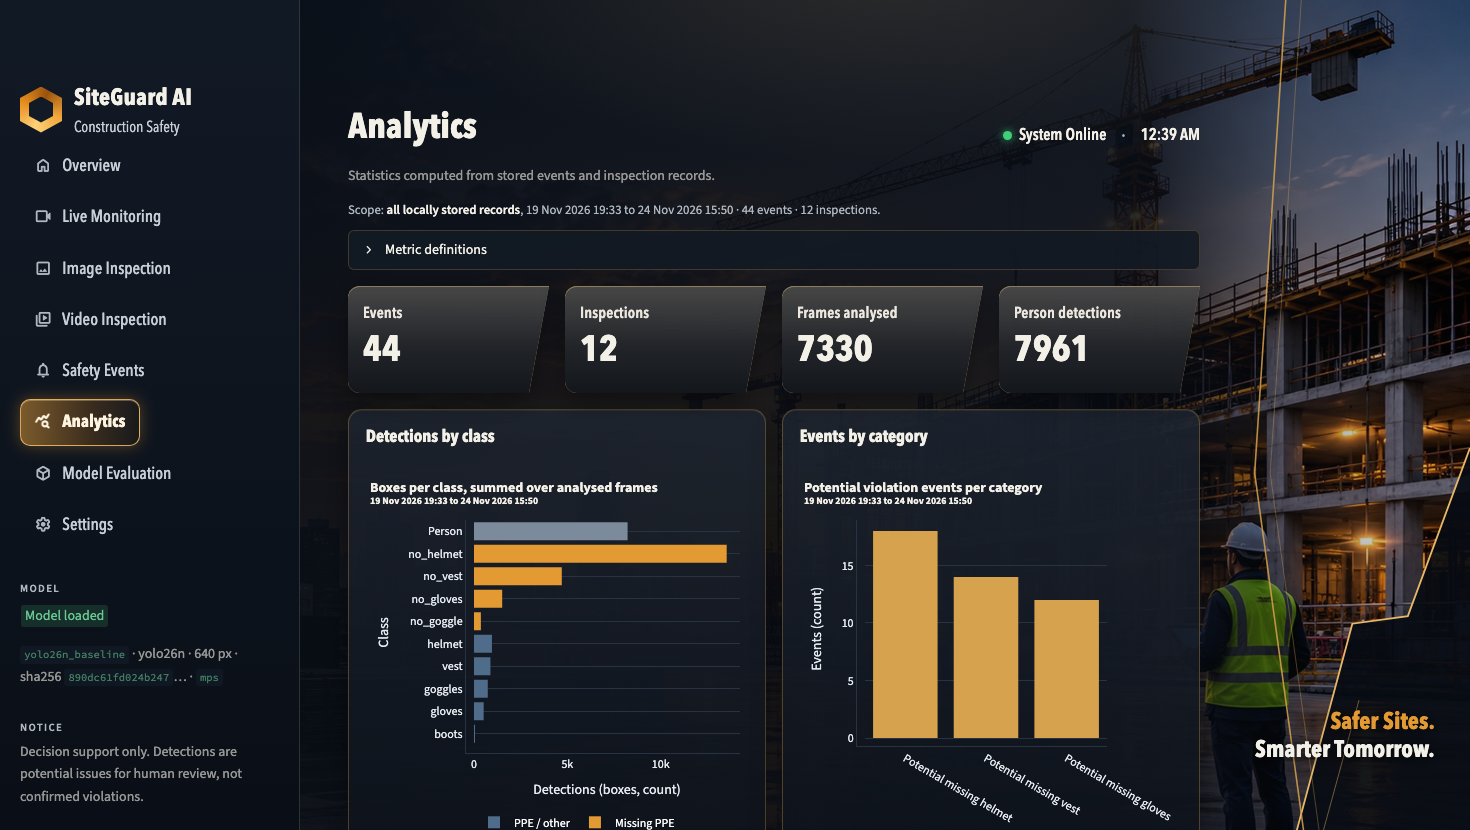 SiteGuard AI
Construction Safety
Overview
Live Monitoring
Image Inspection
Video Inspection
Safety Events
Analytics
Model Evaluation
Settings
MODEL
Model loaded
yolo26n_baseline · yolo26n · 640 px ·
sha256 890dc61fd024b247 … · mps
NOTICE
Decision support only. Detections are
potential issues for human review, not
confirmed violations.
Analytics
System Online · 12:39 AM
Statistics computed from stored events and inspection records.
Scope: all locally stored records, 19 Nov 2026 19:33 to 24 Nov 2026 15:50 · 44 events · 12 inspections.
Metric definitions
Events
44
Inspections
12
Frames analysed
7330
Person detections
7961
Detections by class
Boxes per class, summed over analysed frames
19 Nov 2026 19:33 to 24 Nov 2026 15:50
Class
Person
no_helmet
no_vest
no_gloves
no_goggle
helmet
vest
goggles
gloves
boots
0 5k 10k
Detections (boxes, count)
PPE / other Missing PPE
Events by category
Potential violation events per category
19 Nov 2026 19:33 to 24 Nov 2026 15:50
Events (count)
15
10
5
0
Potential missing helmet
Potential missing vest
Potential missing gloves
Safer Sites.
Smarter Tomorrow.